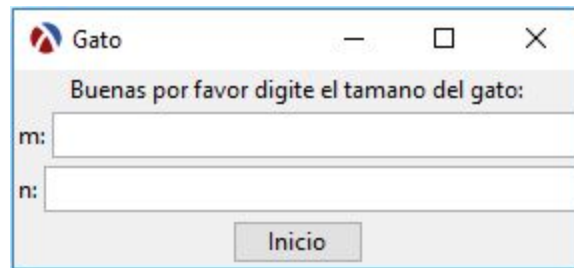 Gato
Buenas por favor digite el tamano del gato:
m:
n:
Inicio